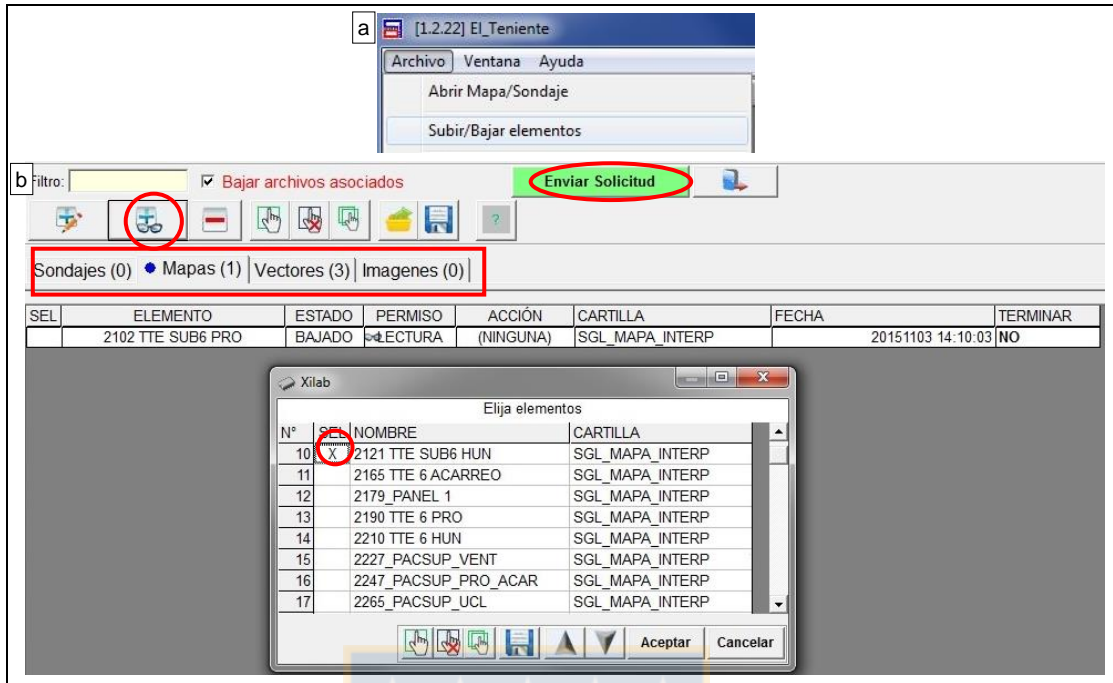 a
[1.2.22] El_Teniente
Archivo Ventana Ayuda
Abrir Mapa/Sondaje
Subir/Bajar elementos
b
Filtro: Bajar archivos asociados Enviar Solicitud
?
Sondajes (0) Mapas (1) Vectores (3) Imagenes (0)
SEL ELEMENTO ESTADO PERMISO ACCIÓN CARTILLA FECHA TERMINAR
2102 TTE SUB6 PRO BAJADO LECTURA (NINGUNA) SGL_MAPA_INTERP 20151103 14:10:03 NO
Xilab
Elija elementos
N° SEL NOMBRE CARTILLA
10 X 2121 TTE SUB6 HUN SGL_MAPA_INTERP
11 2165 TTE 6 ACARREO SGL_MAPA_INTERP
12 2179_PANEL 1 SGL_MAPA_INTERP
13 2190 TTE 6 PRO SGL_MAPA_INTERP
14 2210 TTE 6 HUN SGL_MAPA_INTERP
15 2227_PACSUP_VENT SGL_MAPA_INTERP
16 2247_PACSUP_PRO_ACAR SGL_MAPA_INTERP
17 2265_PACSUP_UCL SGL_MAPA_INTERP
Aceptar Cancelar